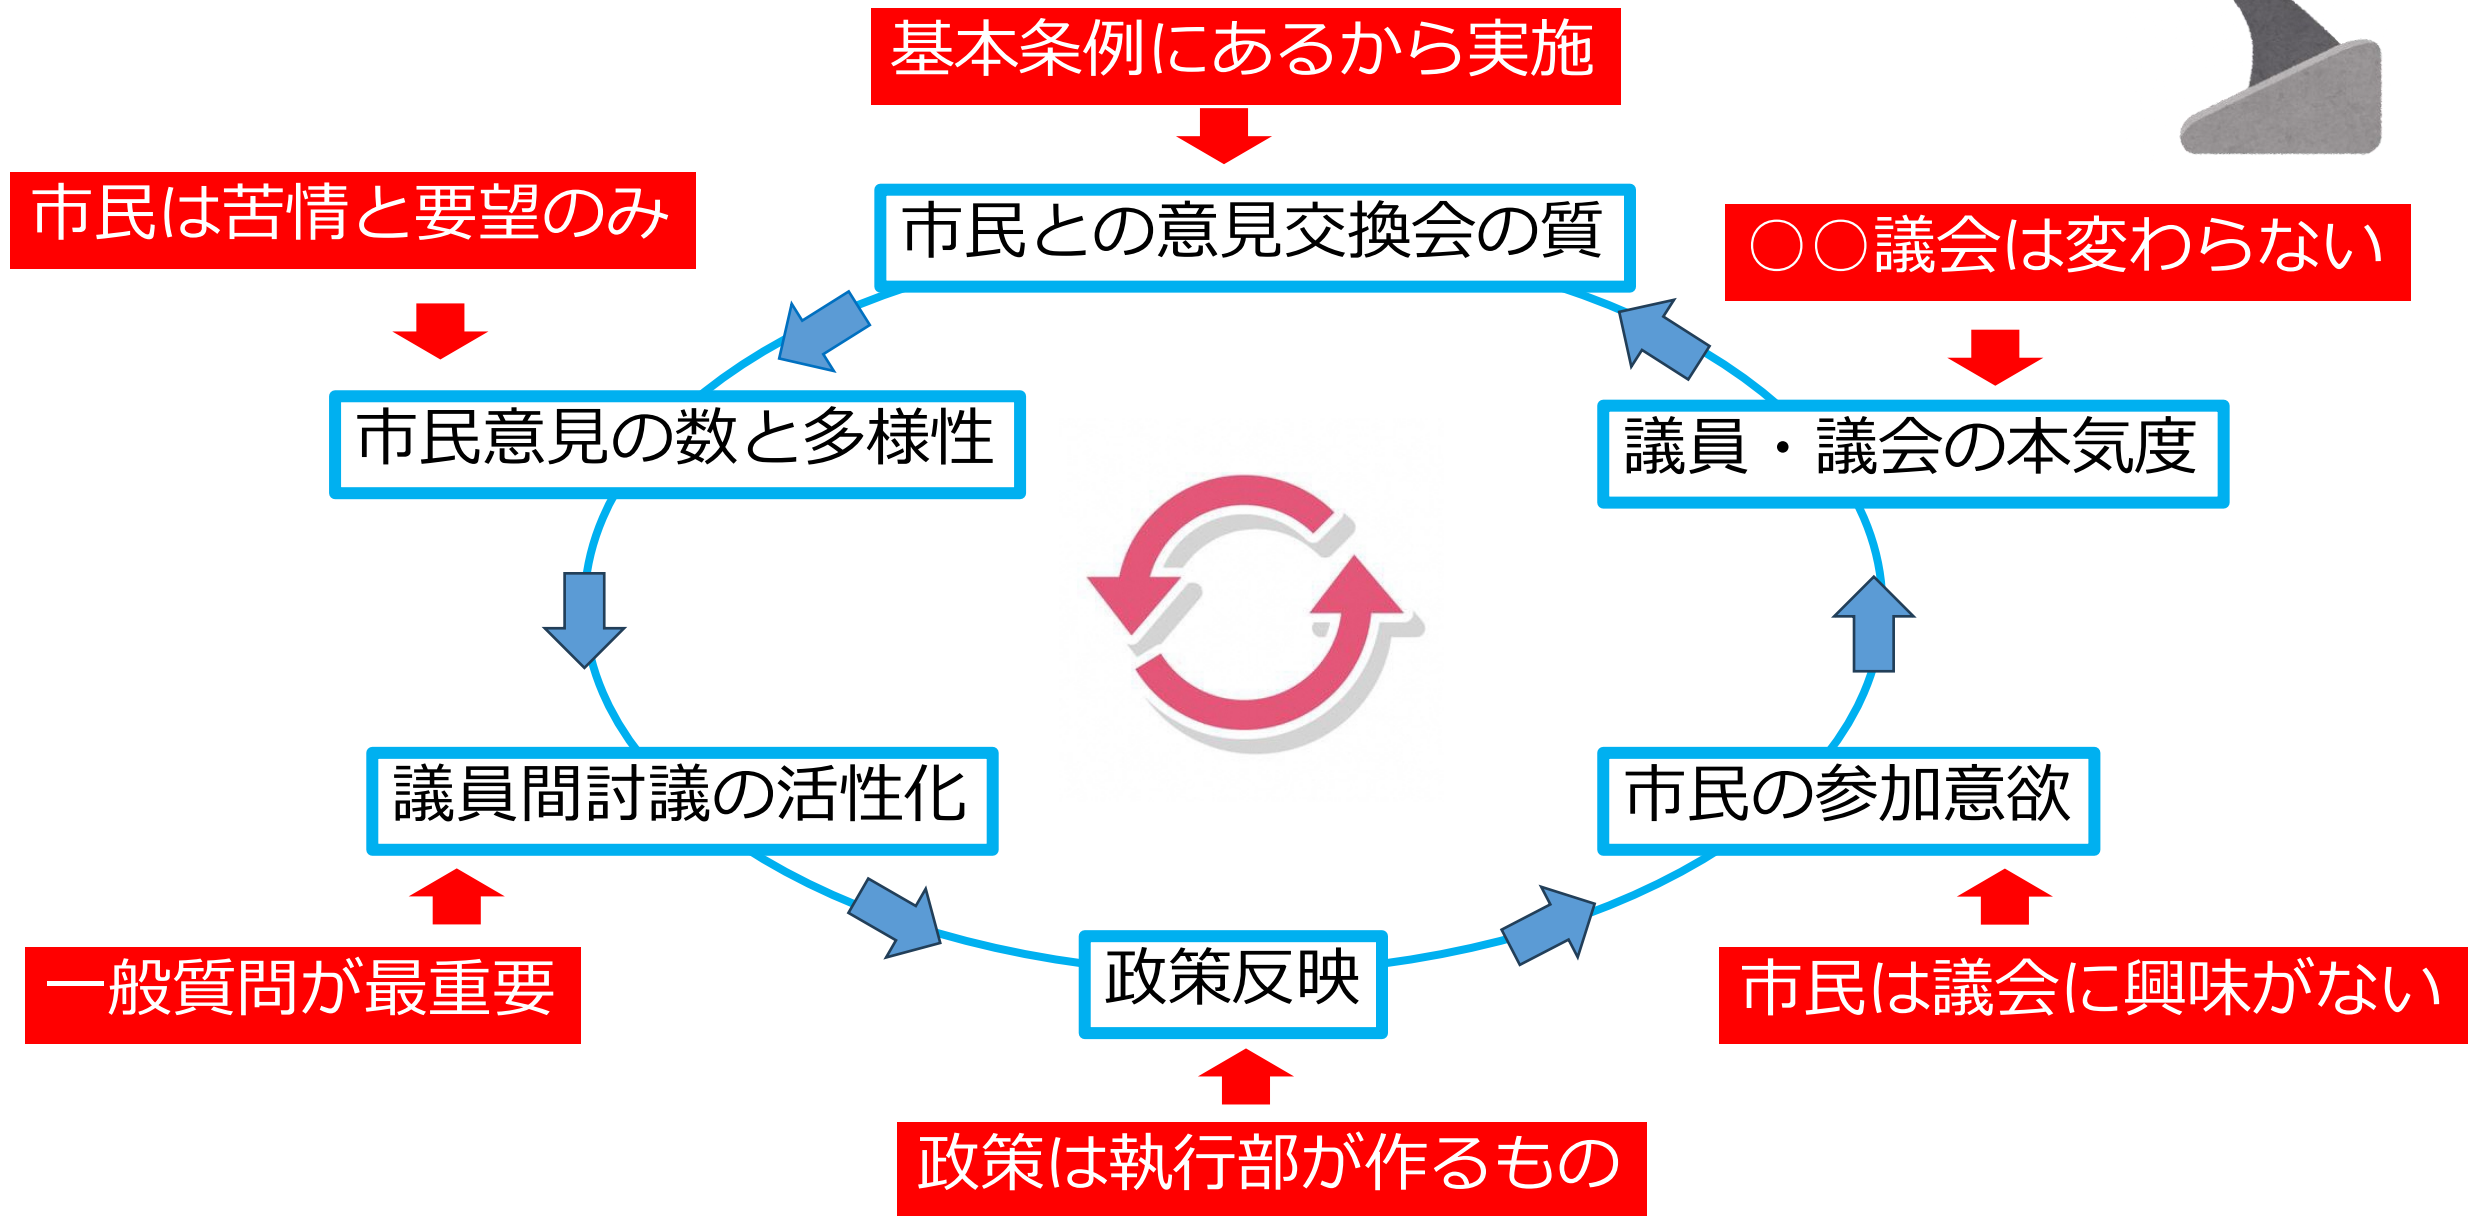 基本条例にあるから実施
市民は苦情と要望のみ
市民との意見交換会の質
○○議会は変わらない
市民意見の数と多様性
議員・議会の本気度
議員間討議の活性化
市民の参加意欲
政策反映
一般質問が最重要
市民は議会に興味がない
政策は執行部が作るもの